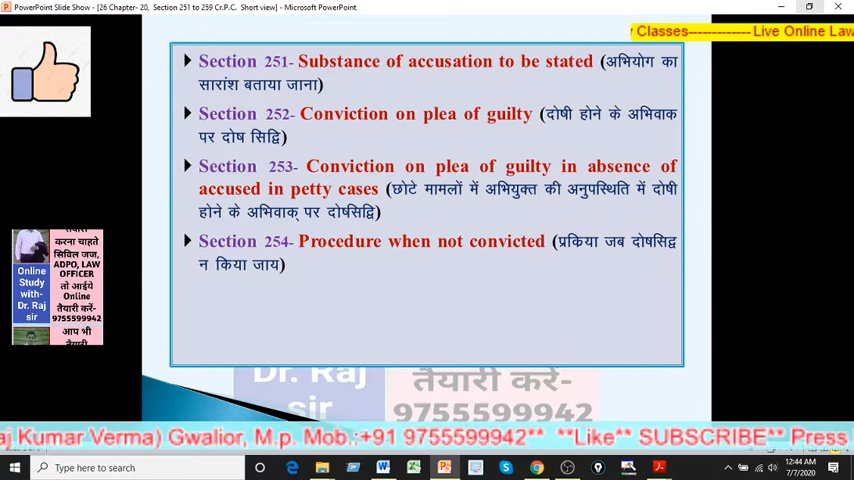 PowerPoint Slide Show - [26 Chapter- 20, Section 251 to 259 Cr.P.C. Short view] - Microsoft PowerPoint
Classes------------- Live Online Law
Section 251- Substance of accusation to be stated (अभियोग का
सारांश बताया जाना)
Section 252- Conviction on plea of guilty (दोषी होने के अभिवाक
पर दोष सिद्वि)
Section 253- Conviction on plea of guilty in absence of
accused in petty cases (छोटे मामलों में अभियुक्त की अनुपस्थिति में दोषी
होने के अभिवाक् पर दोषसिद्वि)
Section 254- Procedure when not convicted (प्रकिया जब दोषसिद्व
न किया जाय)
तैयारी
करना चाहते
सिविल जज,
ADPO, LAW
OFFICER
तो आईये
Online
तैयारी करें-
9755599942
Online
Study
with-
Dr. Raj
sir
आप भी
तैयारी
Dr. Raj
sir
तैयारी करें-
9755599942
aj Kumar Verma) Gwalior, M.p. Mob.:+91 9755599942** **Like** SUBSCRIBE** Press
Type here to search
12:44 AM
7/7/2020